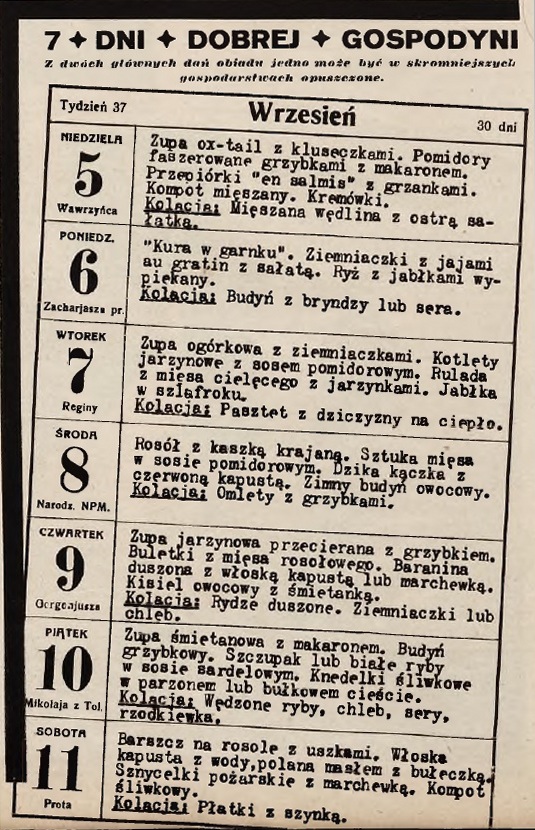 7 ✦ DNI ✦ DOBREJ ✦ GOSPODYNI
Z dwóch głównych dań obiadu jedno może być w skromniejszych
gospodarstwach opuszczone.
Tydzień 37
Wrzesień
30 dni
NIEDZIELA
5
Wawrzyńca
Zupa ox-tail z kluseczkami. Pomidory
faszerowane grzybkami z makaronem.
Przepiórki "en salmis" z grzankami.
Kompot mięszany. Kremówki.
Kolacja: Mięszana wędlina z ostrą sa-
łatką.
PONIEDZ.
6
Zacharjasza pr.
"Kura w garnku". Ziemniaczki z jajami
au gratin z sałatą. Ryż z jabłkami wy-
piekany.
Kolacja: Budyń z bryndzy lub sera.
WTOREK
7
Reginy
Zupa ogórkowa z ziemniaczkami. Kotlety
jarzynowe z sosem pomidorowym. Rulada
z mięsa cielęcego z jarzynkami. Jabłka
w szlafroku.
Kolacja: Pasztet z dziczyzny na ciepło.
ŚRODA
8
Narodz. NPM.
Rosół z kaszką krajaną. Sztuka mięsa
w sosie pomidorowym. Dzika kączka z
czerwoną kapustą. Zimny budyń owocowy.
Kolacja: Omlety z grzybkami.
CZWARTEK
9
Gorgonjusza
Zupa jarzynowa przecierana z grzybkiem.
Buletki z mięsa rosołowego. Baranina
duszona z włoską kapustą lub marchewką.
Kisiel owocowy z śmietanką.
Kolacja: Rydze duszone. Ziemniaczki lub
chleb.
PIĄTEK
10
Mikołaja z Tol.
Zupa śmietanowa z makaronem. Budyń
grzybkowy. Szczupak lub białe ryby
w sosie sardelowym. Knedelki śliwkowe
w parzonem lub bułkowem cieście.
Kolacja: Wędzone ryby, chleb, sery,
rzodkiewka.
SOBOTA
11
Prota
Barszcz na rosole z uszkami. Włoska
kapusta z wody,polana masłem z bułeczką.
Sznycelki pożarskie z marchewką. Kompot
śliwkowy.
Kolacja: Płatki z szynką.